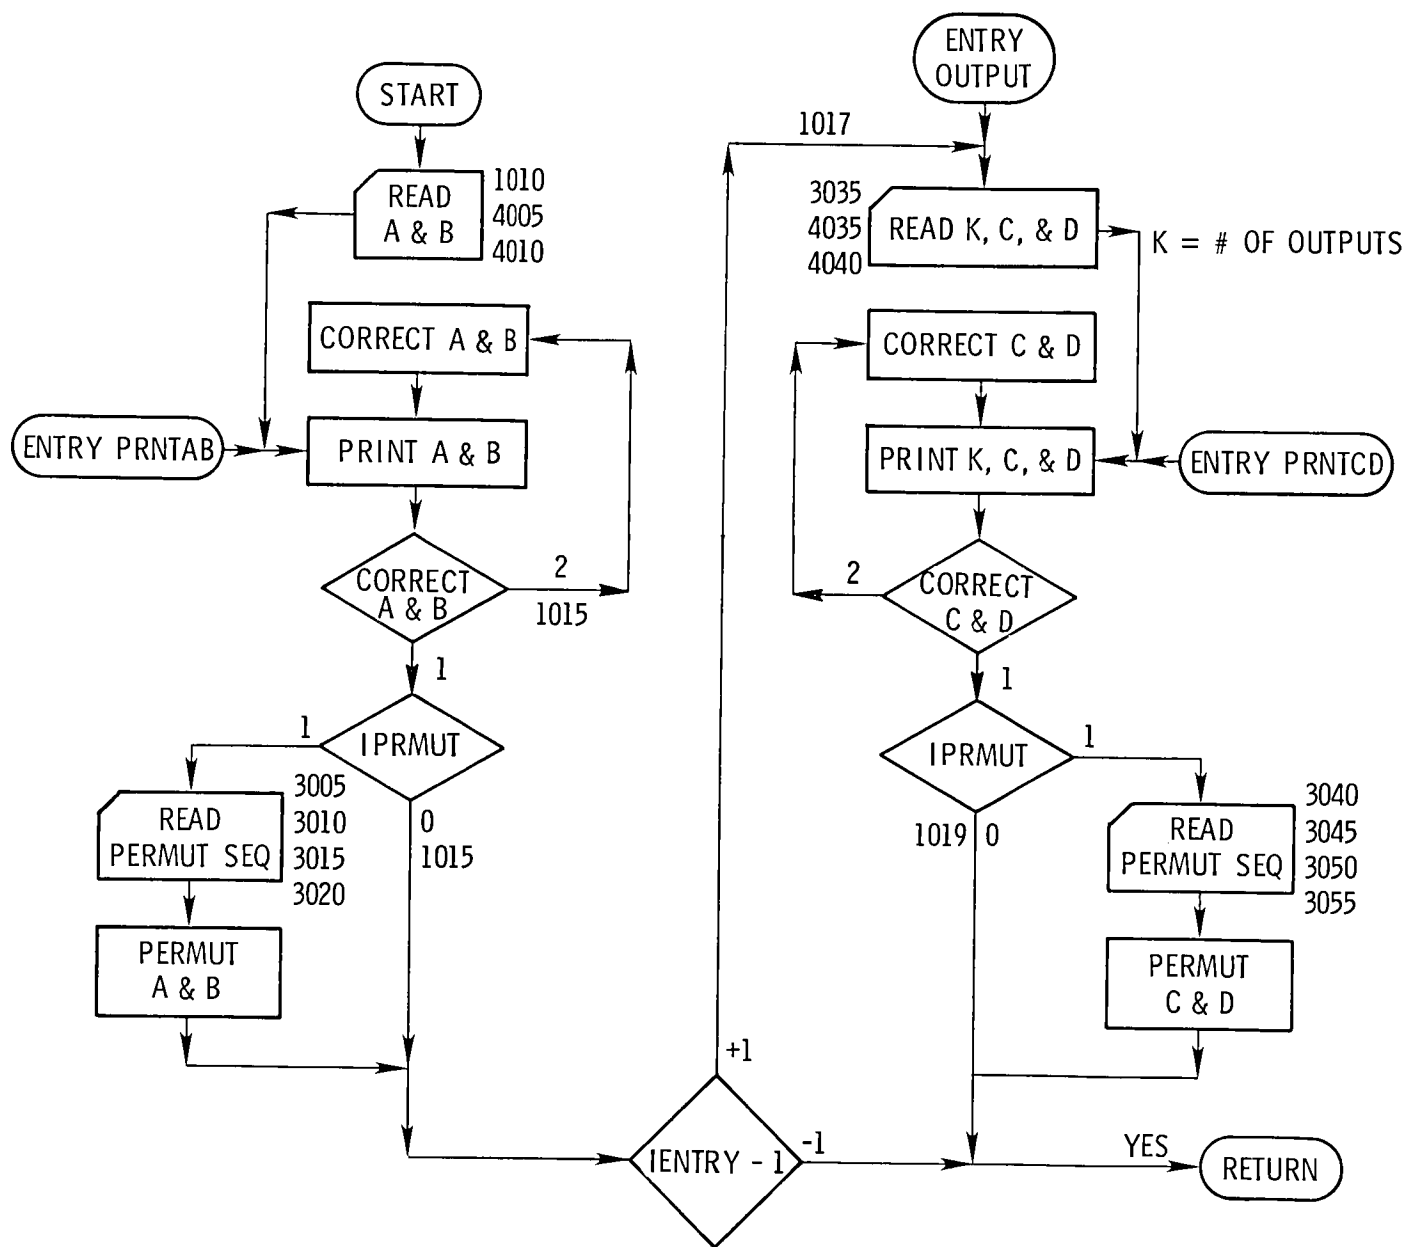 START
READ
A & B
1010
4005
4010
CORRECT A & B
ENTRY PRNTAB
PRINT A & B
CORRECT
A & B
2
1015
1
IPRMUT
1
0
1015
READ
PERMUT SEQ
3005
3010
3015
3020
PERMUT
A & B
IENTRY - 1
+1
-1
1017
ENTRY
OUTPUT
3035
4035
4040
READ K, C, & D
K = # OF OUTPUTS
CORRECT C & D
PRINT K, C, & D
ENTRY PRNTCD
CORRECT
C & D
2
1
IPRMUT
1
1019
0
READ
PERMUT SEQ
3040
3045
3050
3055
PERMUT
C & D
YES
RETURN